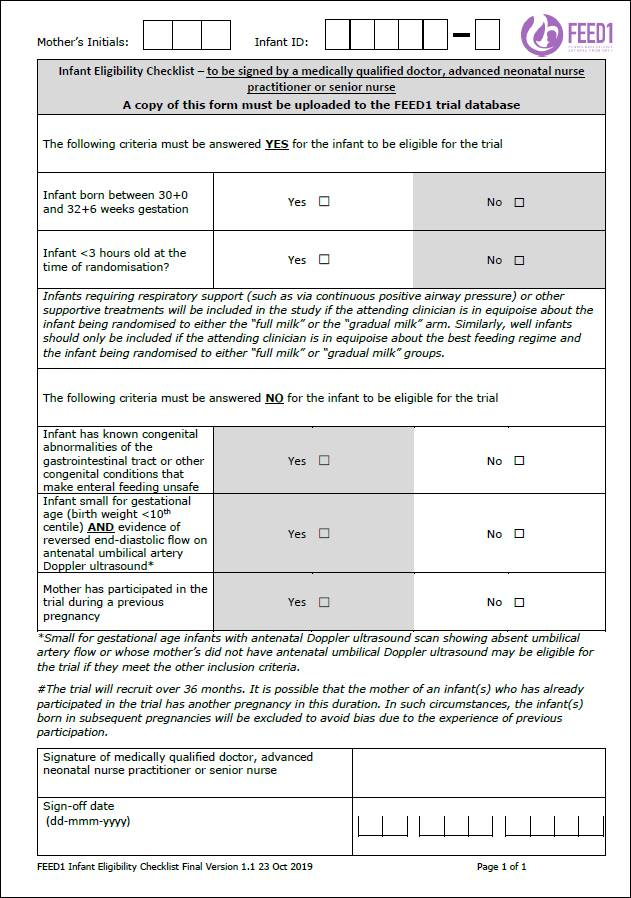 Mother's Initials:
Infant ID:
FEED1
Infant Eligibility Checklist – to be signed by a medically qualified doctor, advanced neonatal nurse
practitioner or senior nurse
A copy of this form must be uploaded to the FEED1 trial database
The following criteria must be answered YES for the infant to be eligible for the trial
Infant born between 30+0
and 32+6 weeks gestation
Yes ☐
No ☐
Infant <3 hours old at the
time of randomisation?
Yes ☐
No ☐
Infants requiring respiratory support (such as via continuous positive airway pressure) or other
supportive treatments will be included in the study if the attending clinician is in equipoise about the
infant being randomised to either the "full milk" or the "gradual milk" arm. Similarly, well infants
should only be included if the attending clinician is in equipoise about the best feeding regime and
the infant being randomised to either "full milk" or "gradual milk" groups.
The following criteria must be answered NO for the infant to be eligible for the trial
Infant has known congenital
abnormalities of the
gastrointestinal tract or other
congenital conditions that
make enteral feeding unsafe
Yes ☐
No ☐
Infant small for gestational
age (birth weight <10th
centile) AND evidence of
reversed end-diastolic flow on
antenatal umbilical artery
Doppler ultrasound*
Yes ☐
No ☐
Mother has participated in the
trial during a previous
pregnancy
Yes ☐
No ☐
*Small for gestational age infants with antenatal Doppler ultrasound scan showing absent umbilical
artery flow or whose mother's did not have antenatal umbilical Doppler ultrasound may be eligible for
the trial if they meet the other inclusion criteria.
#The trial will recruit over 36 months. It is possible that the mother of an infant(s) who has already
participated in the trial has another pregnancy in this duration. In such circumstances, the infant(s)
born in subsequent pregnancies will be excluded to avoid bias due to the experience of previous
participation.
Signature of medically qualified doctor, advanced
neonatal nurse practitioner or senior nurse
Sign-off date
(dd-mmm-yyyy)
FEED1 Infant Eligibility Checklist Final Version 1.1 23 Oct 2019
Page 1 of 1